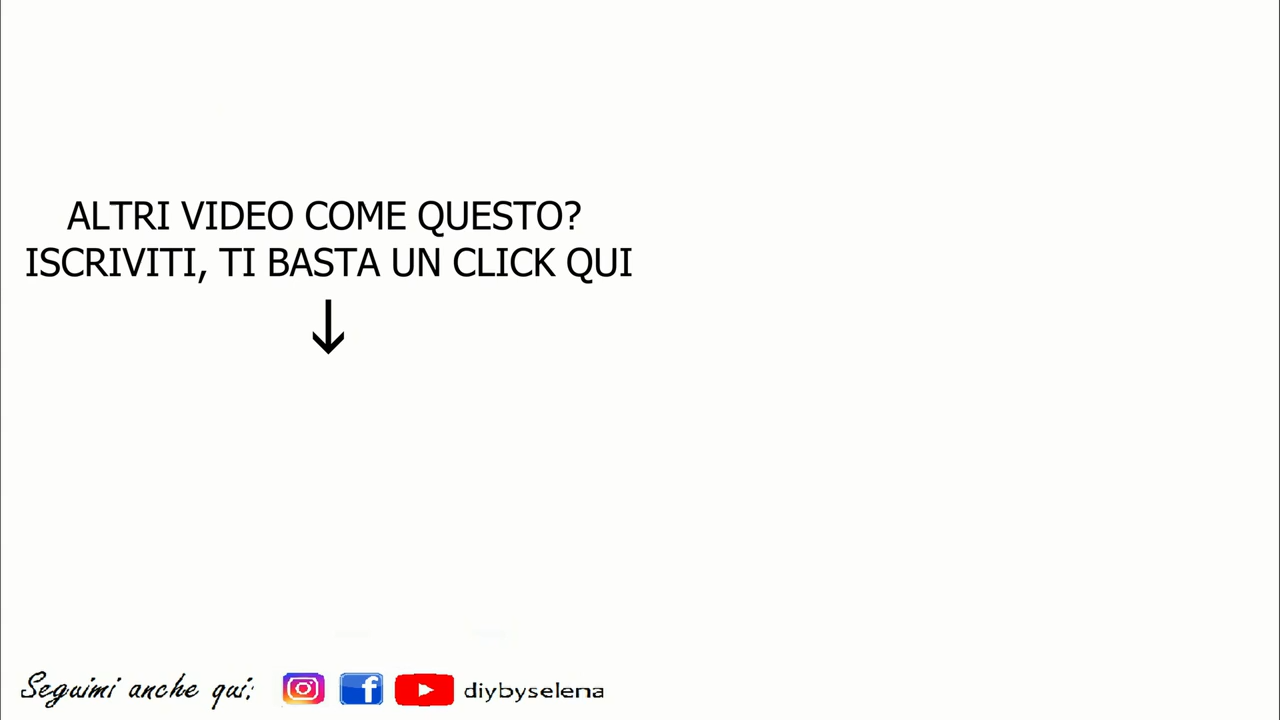 ALTRI VIDEO COME QUESTO?
ISCRIVITI, TI BASTA UN CLICK QUI
↓
Seguimi anche qui: diybyselena